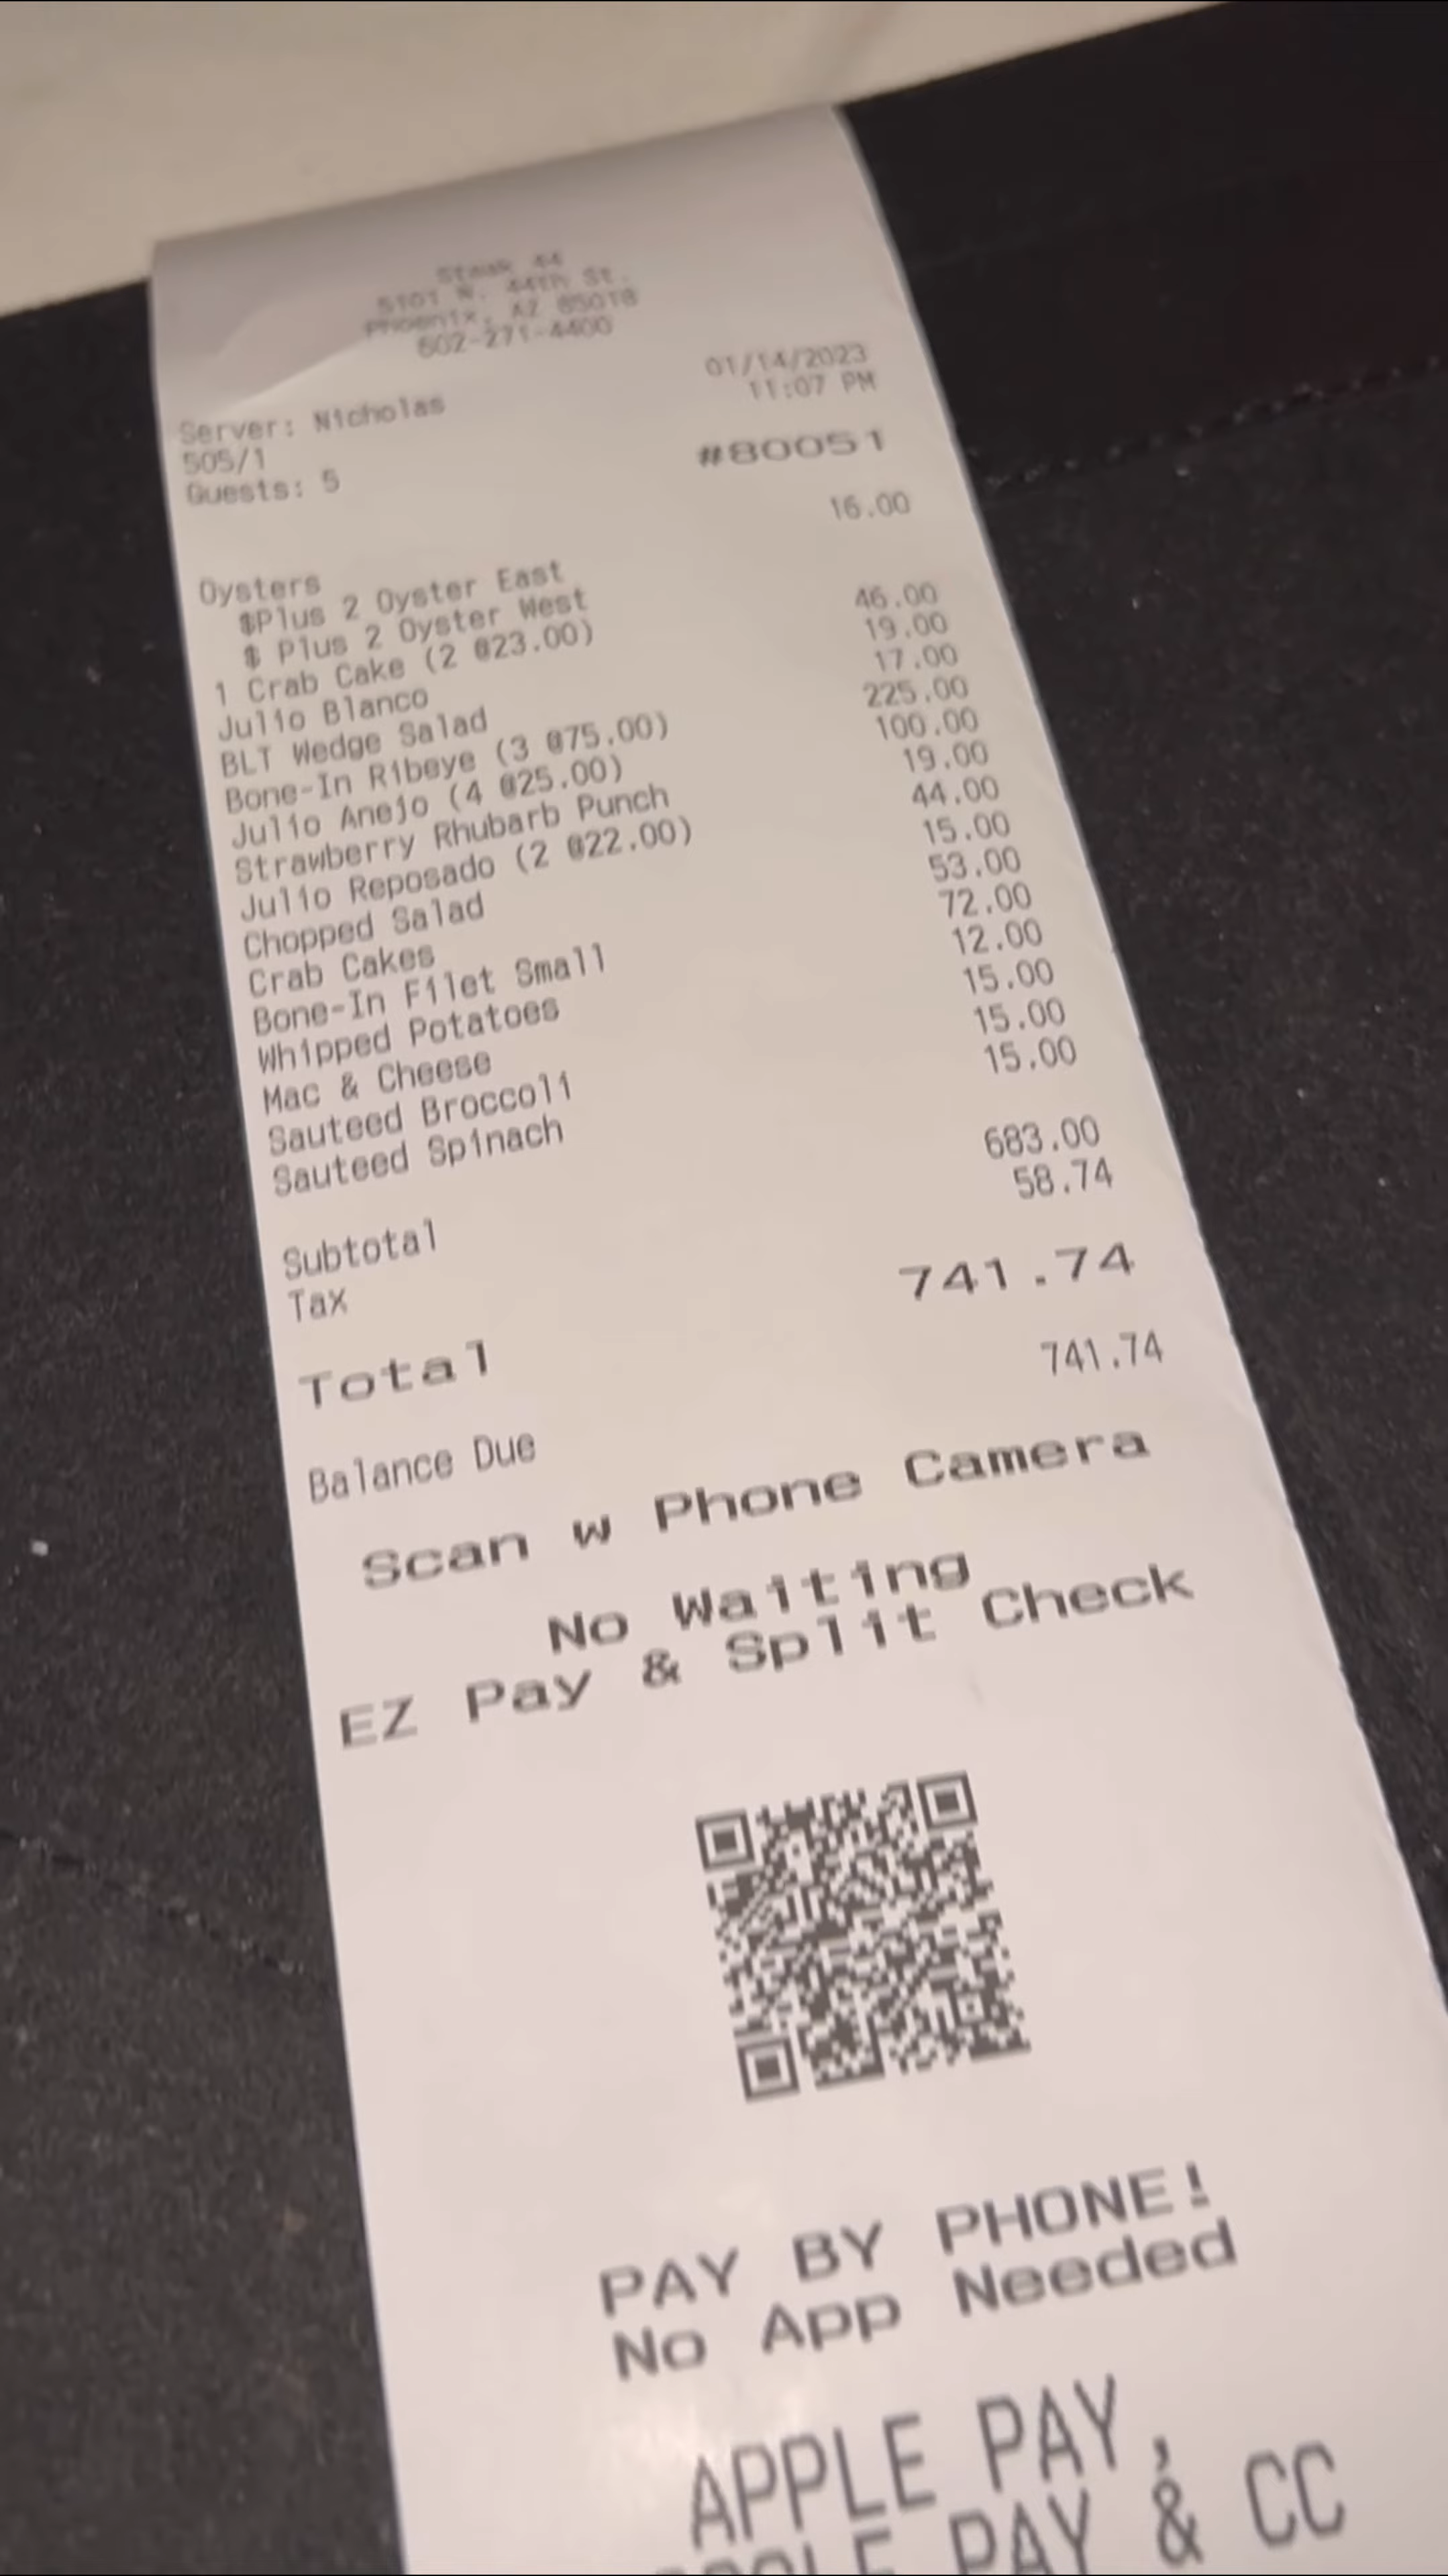 Steak 44
5101 N. 44th St.
Phoenix, AZ 85018
602-271-4400
Server: Nicholas 01/14/2023
505/1 11:07 PM
Guests: 5 #80051
Oysters 16.00
$Plus 2 Oyster East
$ Plus 2 Oyster West
1 Crab Cake (2 @23.00) 46.00
Julio Blanco 19.00
BLT Wedge Salad 17.00
Bone-In Ribeye (3 @75.00) 225.00
Julio Anejo (4 @25.00) 100.00
Strawberry Rhubarb Punch 19.00
Julio Reposado (2 @22.00) 44.00
Chopped Salad 15.00
Crab Cakes 53.00
Bone-In Filet Small 72.00
Whipped Potatoes 12.00
Mac & Cheese 15.00
Sauteed Broccoli 15.00
Sauteed Spinach 15.00
Subtotal 683.00
Tax 58.74
Total 741.74
Balance Due 741.74
Scan w Phone Camera
No Waiting
EZ Pay & Split Check
PAY BY PHONE!
No App Needed
APPLE PAY,
PAY & CC